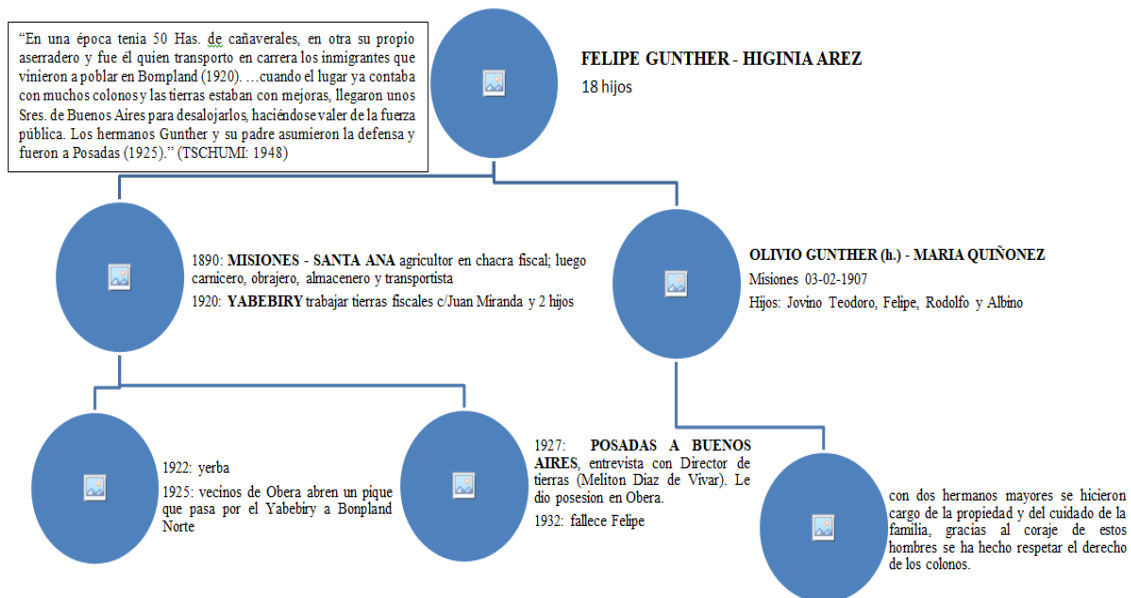 “En una época tenia 50 Has. de cañaverales, en otra su propio
aserradero y fue él quien transporto en carrera los inmigrantes que
vinieron a poblar en Bompland (1920). …cuando el lugar ya contaba
con muchos colonos y las tierras estaban con mejoras, llegaron unos
Sres. de Buenos Aires para desalojarlos, haciéndose valer de la fuerza
pública. Los hermanos Gunther y su padre asumieron la defensa y
fueron a Posadas (1925).” (TSCHUMI: 1948)
FELIPE GUNTHER - HIGINIA AREZ
18 hijos
1890: MISIONES - SANTA ANA agricultor en chacra fiscal; luego
carnicero, obrajero, almacenero y transportista
1920: YABEBIRY trabajar tierras fiscales c/Juan Miranda y 2 hijos
OLIVIO GUNTHER (h.) - MARIA QUIÑONEZ
Misiones 03-02-1907
Hijos: Jovino Teodoro, Felipe, Rodolfo y Albino
1922: yerba
1925: vecinos de Obera abren un pique
que pasa por el Yabebiry a Bonpland
Norte
1927: POSADAS A BUENOS
AIRES, entrevista con Director de
tierras (Meliton Diaz de Vivar). Le
dio posesion en Obera.
1932: fallece Felipe
con dos hermanos mayores se hicieron
cargo de la propiedad y del cuidado de la
familia, gracias al coraje de estos
hombres se ha hecho respetar el derecho
de los colonos.